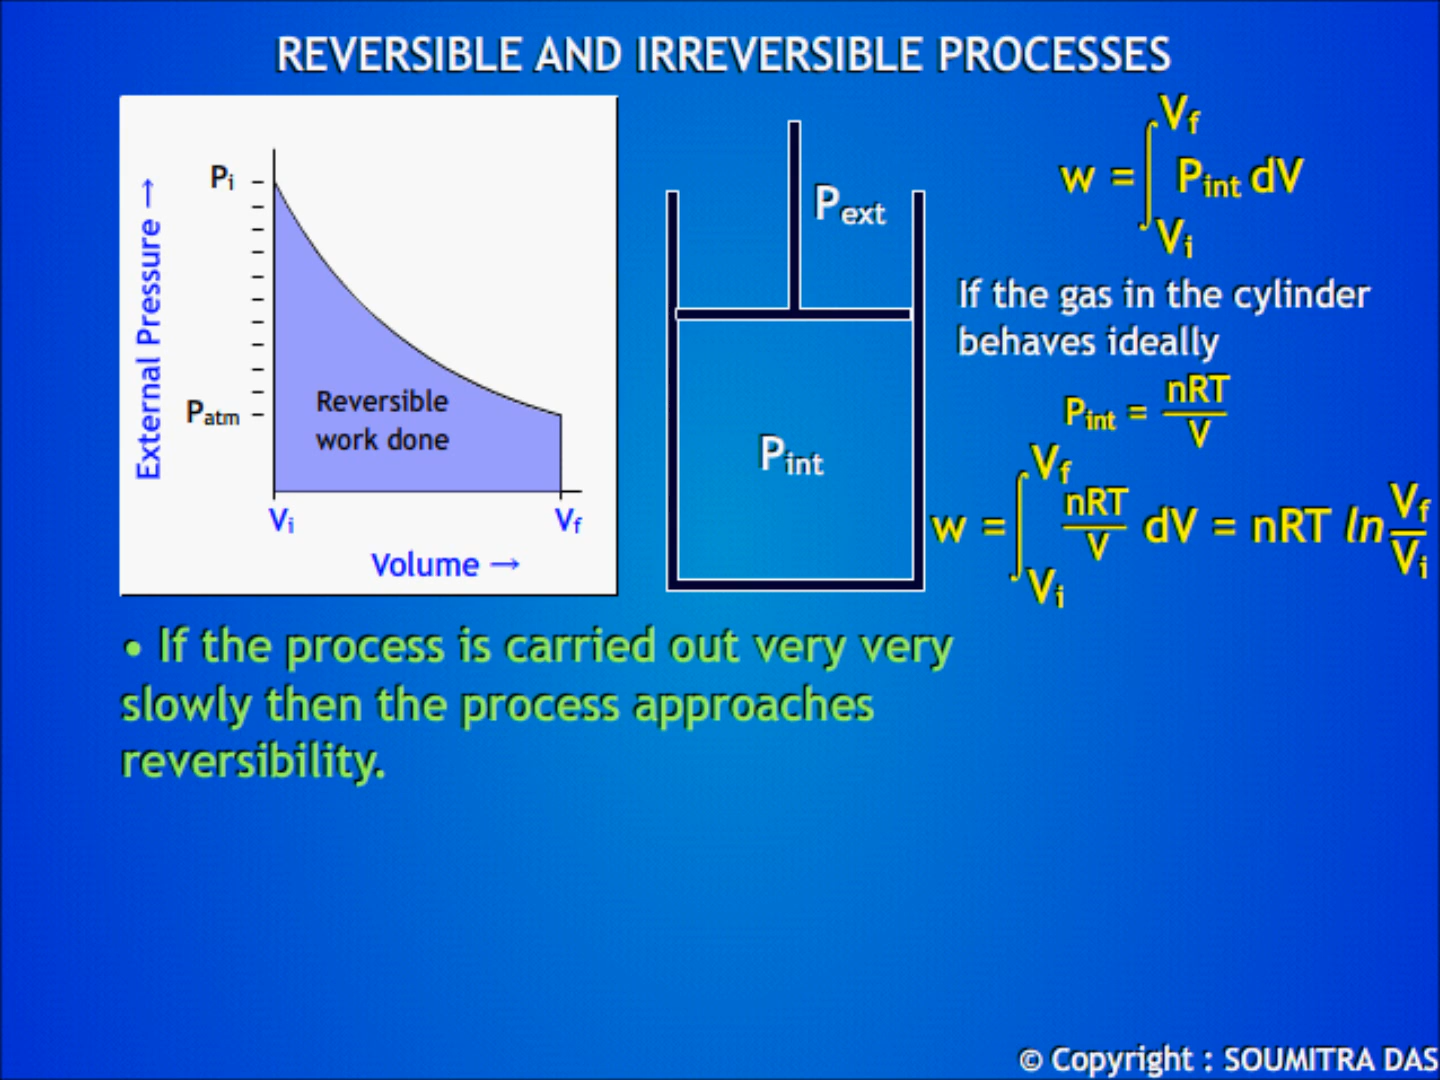 REVERSIBLE AND IRREVERSIBLE PROCESSES
External Pressure →
Pi
Patm
Reversible
work done
Vi
Vf
Volume →
Pext
Pint
Vf
w = ∫ Pint dV
Vi
If the gas in the cylinder
behaves ideally
Pint = nRT/V
Vf
w = ∫ nRT/V dV = nRT ln Vf/Vi
Vi
• If the process is carried out very very
slowly then the process approaches
reversibility.
© Copyright : SOUMITRA DAS